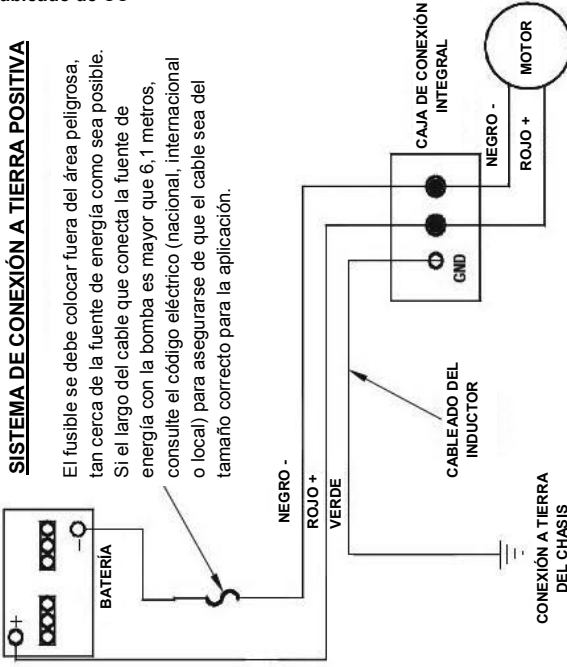 SISTEMA DE CONEXIÓN A TIERRA POSITIVA
El fusible se debe colocar fuera del área peligrosa,
tan cerca de la fuente de energía como sea posible.
Si el largo del cable que conecta la fuente de
energía con la bomba es mayor que 6,1 metros,
consulte el código eléctrico (nacional, internacional
o local) para asegurarse de que el cable sea del
tamaño correcto para la aplicación.
+
-
BATERÍA
NEGRO -
ROJO +
VERDE
CABLEADO DEL
INDUCTOR
CONEXIÓN A TIERRA
DEL CHASIS
CAJA DE CONEXIÓN
INTEGRAL
GND
NEGRO -
ROJO +
MOTOR